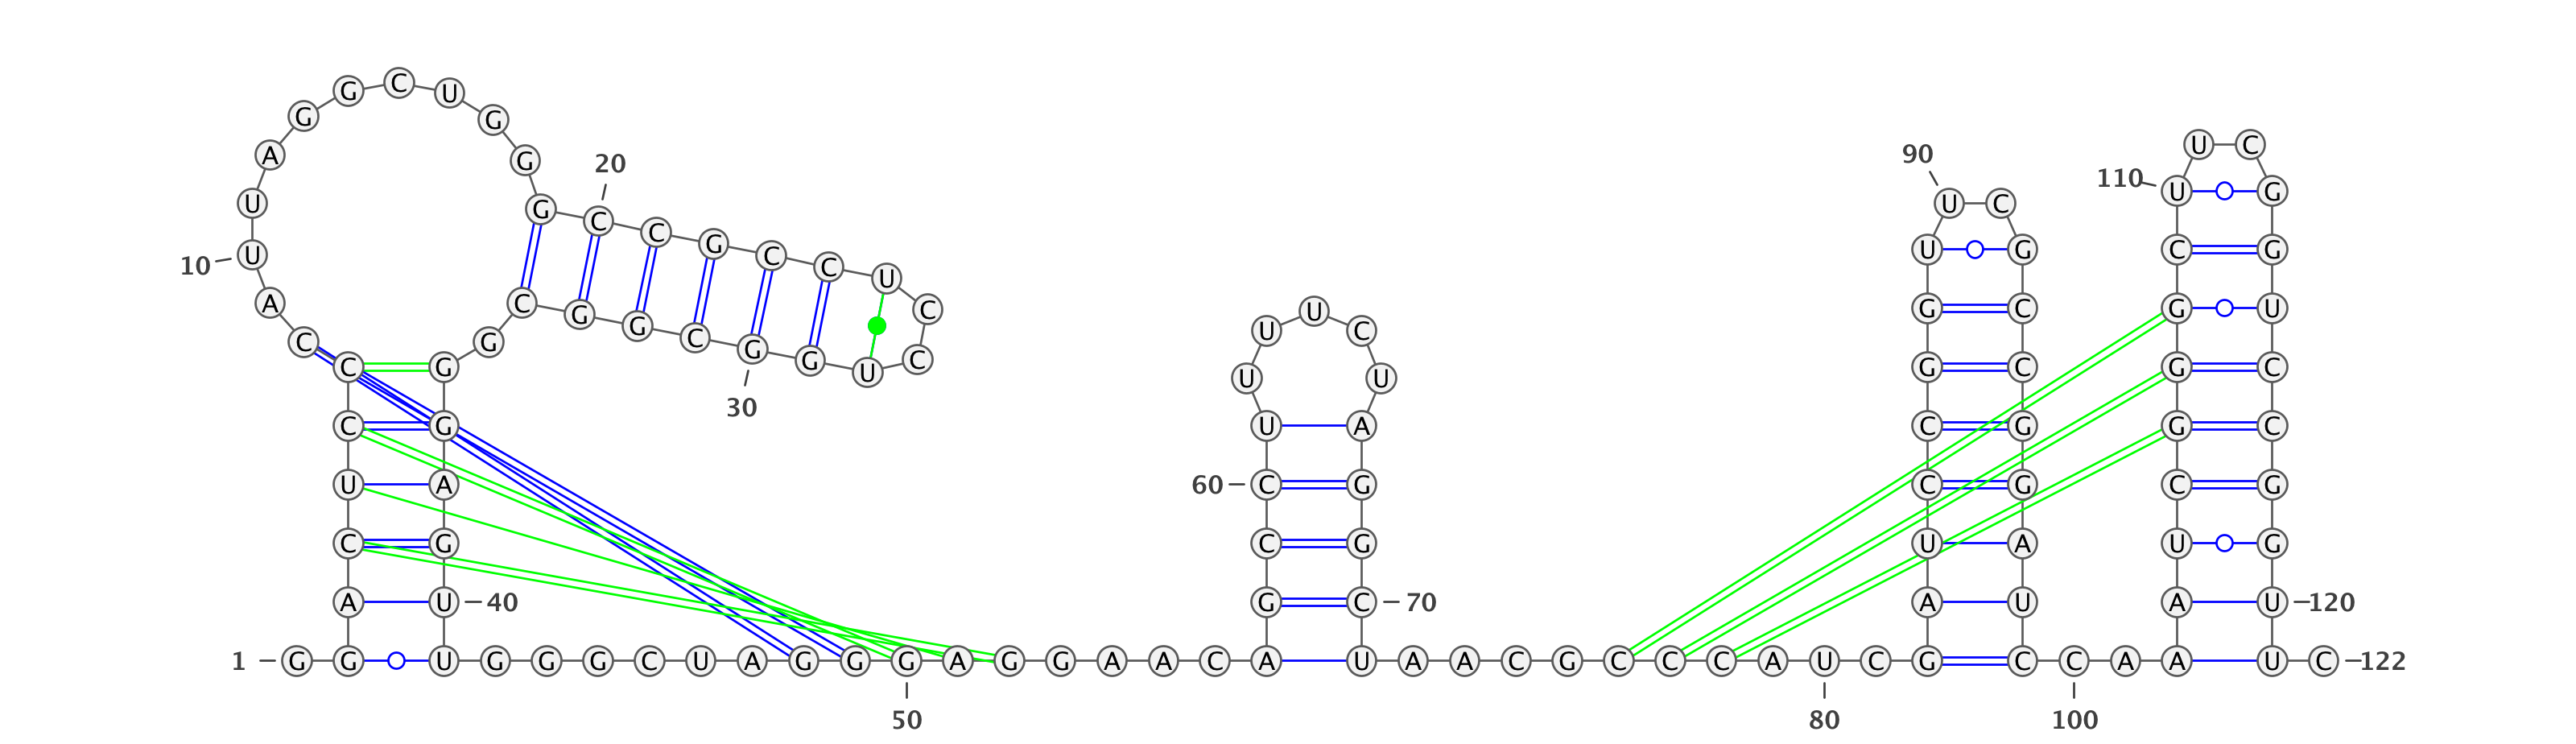 1
G G A C U C C C A U
10
U A G G C U G G G C
20
C G C C U C C U G G
30
C G G C G G G A G U
40
U G G G C U A G G G
50
A G G A A C A G C C
60
U U U U C U A G G C
70
U A A C G C C C A U
80
C G A U C C G G U U
90
C G C C G G A U C C
100
A A A U C G G G C U
110
U C G G U C C G G U
120
U C
122